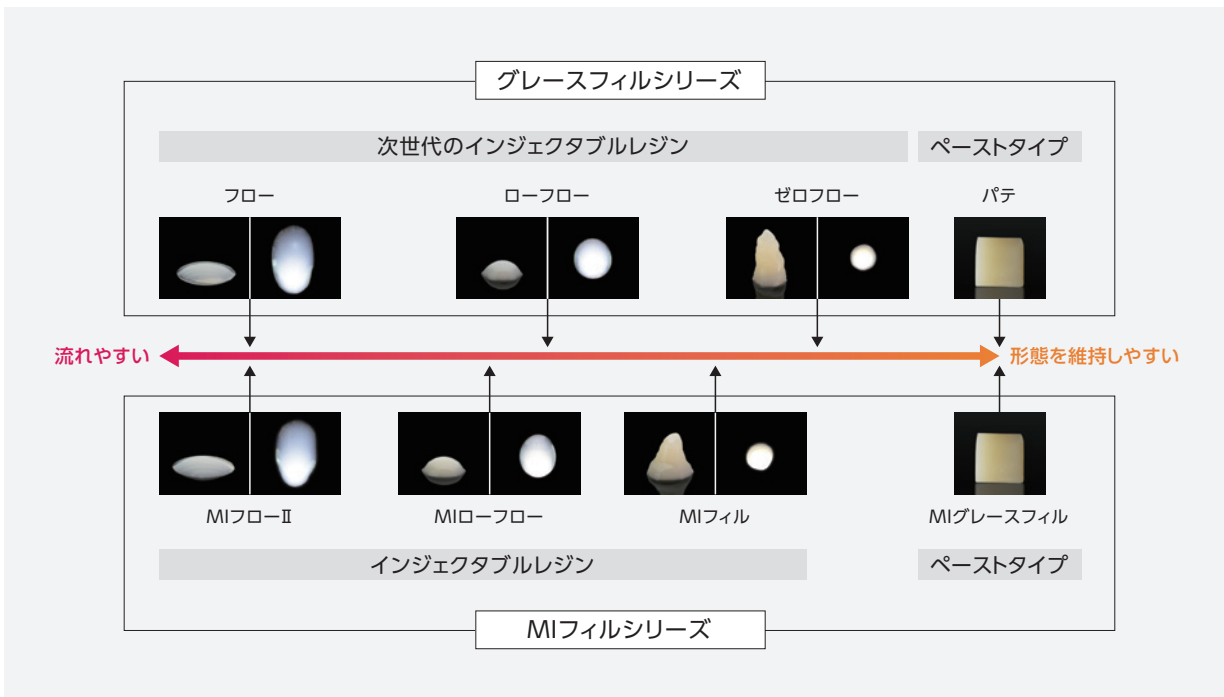 グレースフィルシリーズ
次世代のインジェクタブルレジン
ペーストタイプ
フロー
ローフロー
ゼロフロー
パテ
流れやすい
形態を維持しやすい
MIフローⅡ
MIローフロー
MIフィル
MIグレースフィル
インジェクタブルレジン
ペーストタイプ
MIフィルシリーズ